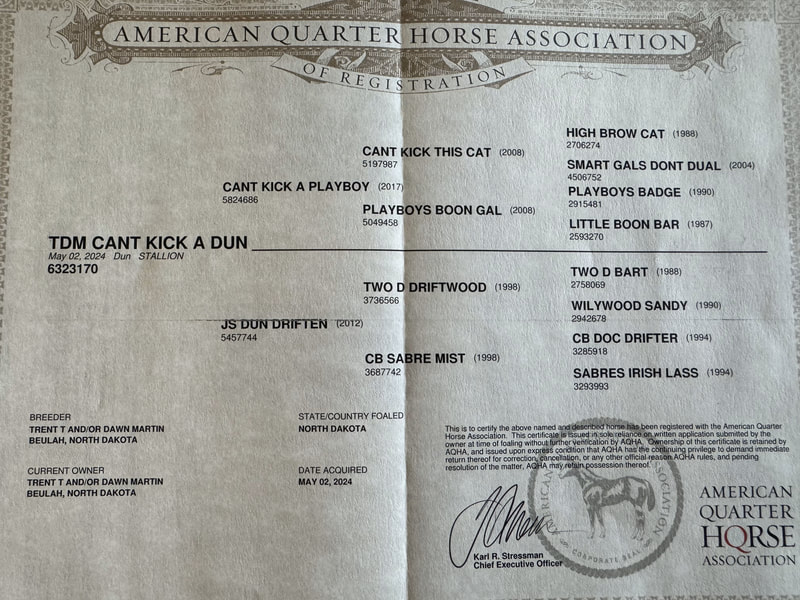 AMERICAN QUARTER HORSE ASSOCIATION
OF REGISTRATION
HIGH BROW CAT (1988)
2706274
CANT KICK THIS CAT (2008)
5197987
SMART GALS DONT DUAL (2004)
4506752
CANT KICK A PLAYBOY (2017)
5824686
PLAYBOYS BADGE (1990)
2915481
PLAYBOYS BOON GAL (2008)
5049458
LITTLE BOON BAR (1987)
2593270
TDM CANT KICK A DUN
May 02, 2024 Dun STALLION
6323170
TWO D BART (1988)
2758069
TWO D DRIFTWOOD (1998)
3736566
WILYWOOD SANDY (1990)
2942678
JS DUN DRIFTEN (2012)
5457744
CB DOC DRIFTER (1994)
3285918
CB SABRE MIST (1998)
3687742
SABRES IRISH LASS (1994)
3293993
BREEDER
TRENT T AND/OR DAWN MARTIN
BEULAH, NORTH DAKOTA
STATE/COUNTRY FOALED
NORTH DAKOTA
CURRENT OWNER
TRENT T AND/OR DAWN MARTIN
BEULAH, NORTH DAKOTA
DATE ACQUIRED
MAY 02, 2024
This is to certify the above named and described horse has been registered with the American Quarter
Horse Association. This certificate is issued in sole reliance on written application submitted by the
owner at time of foaling without further verification by AQHA. Ownership of this certificate is retained by
AQHA, and issued upon express condition that AQHA has the continuing privilege to demand immediate
return thereof for correction, cancellation, or any other official reason AQHA rules, and pending
resolution of the matter, AQHA may retain possession thereof.
Karl R. Stressman
Chief Executive Officer
CORPORATE SEAL
AMERICAN
QUARTER
HORSE
ASSOCIATION